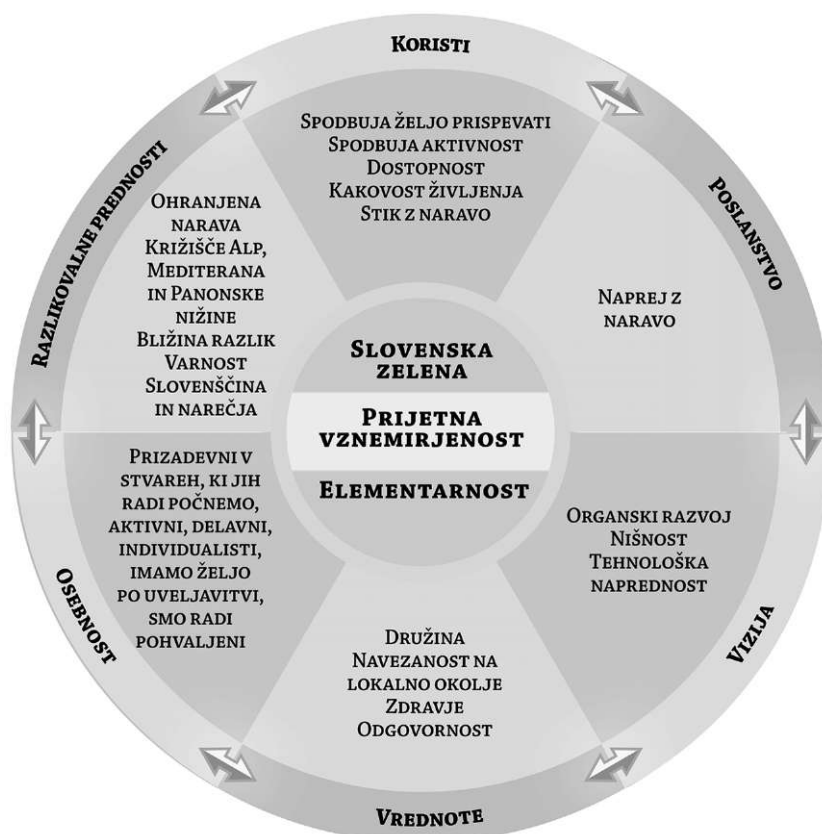 Koristi
Spodbuja željo prispevati
Spodbuja aktivnost
Dostopnost
Kakovost življenja
Stik z naravo
Poslanstvo
Naprej z
naravo
Vizija
Organski razvoj
Nišnost
Tehnološka
naprednost
Vrednote
Družina
Navezanost na
lokalno okolje
Zdravje
Odgovornost
Osebnost
Prizadevni v
stvareh, ki jih
radi počnemo,
aktivni, delavni,
individualisti,
imamo željo
po uveljavitvi,
smo radi
pohvaljeni
Razlikovalne prednosti
Ohranjena
narava
Križišče Alp,
Mediterana
in Panonske
nižine
Bližina razlik
Varnost
Slovenščina
in narečja
Slovenska
zelena
Prijetna
vznemirjenost
Elementarnost